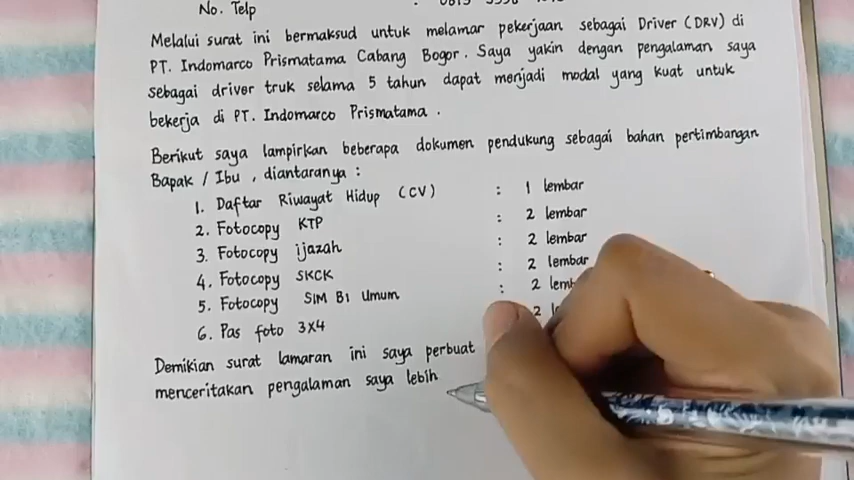 No. Telp :
Melalui surat ini bermaksud untuk melamar pekerjaan sebagai Driver (DRV) di
PT. Indomarco Prismatama Cabang Bogor. Saya yakin dengan pengalaman saya
sebagai driver truk selama 5 tahun dapat menjadi modal yang kuat untuk
bekerja di PT. Indomarco Prismatama.
Berikut saya lampirkan beberapa dokumen pendukung sebagai bahan pertimbangan
Bapak / Ibu, diantaranya :
1. Daftar Riwayat Hidup (CV) : 1 lembar
2. Fotocopy KTP : 2 lembar
3. Fotocopy ijazah : 2 lembar
4. Fotocopy SKCK : 2 lembar
5. Fotocopy SIM B1 Umum : 2
6. Pas foto 3x4 2
Demikian surat lamaran ini saya perbuat
menceritakan pengalaman saya lebih